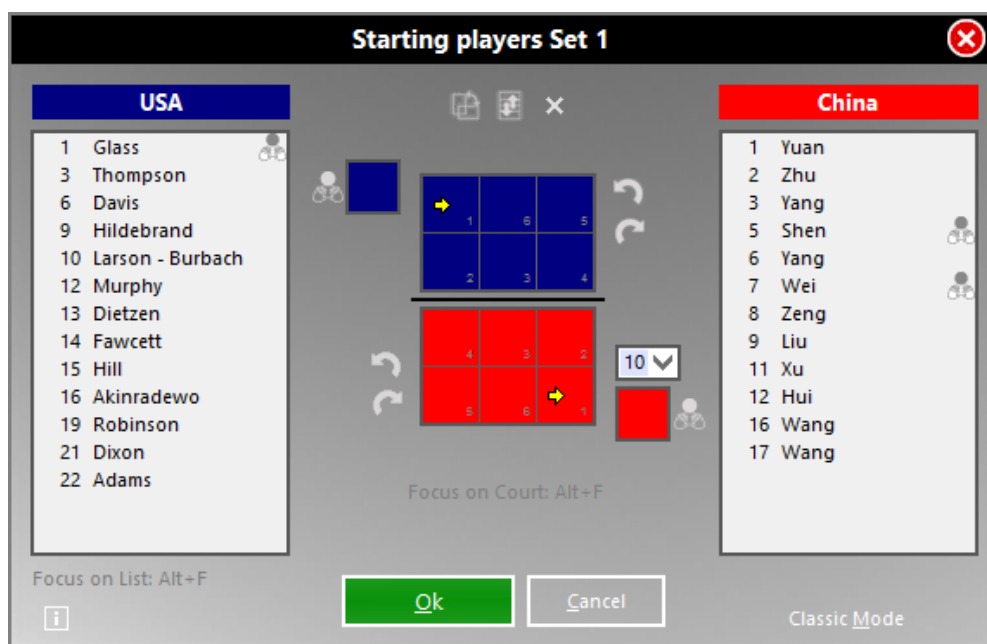 Starting players Set 1
USA
1 Glass
3 Thompson
6 Davis
9 Hildebrand
10 Larson - Burbach
12 Murphy
13 Dietzen
14 Fawcett
15 Hill
16 Akinradewo
19 Robinson
21 Dixon
22 Adams
Focus on List: Alt+F
i
1 6 5
2 3 4
4 3 2
5 6 1
10
Focus on Court: Alt+F
Ok
Cancel
China
1 Yuan
2 Zhu
3 Yang
5 Shen
6 Yang
7 Wei
8 Zeng
9 Liu
11 Xu
12 Hui
16 Wang
17 Wang
Classic Mode